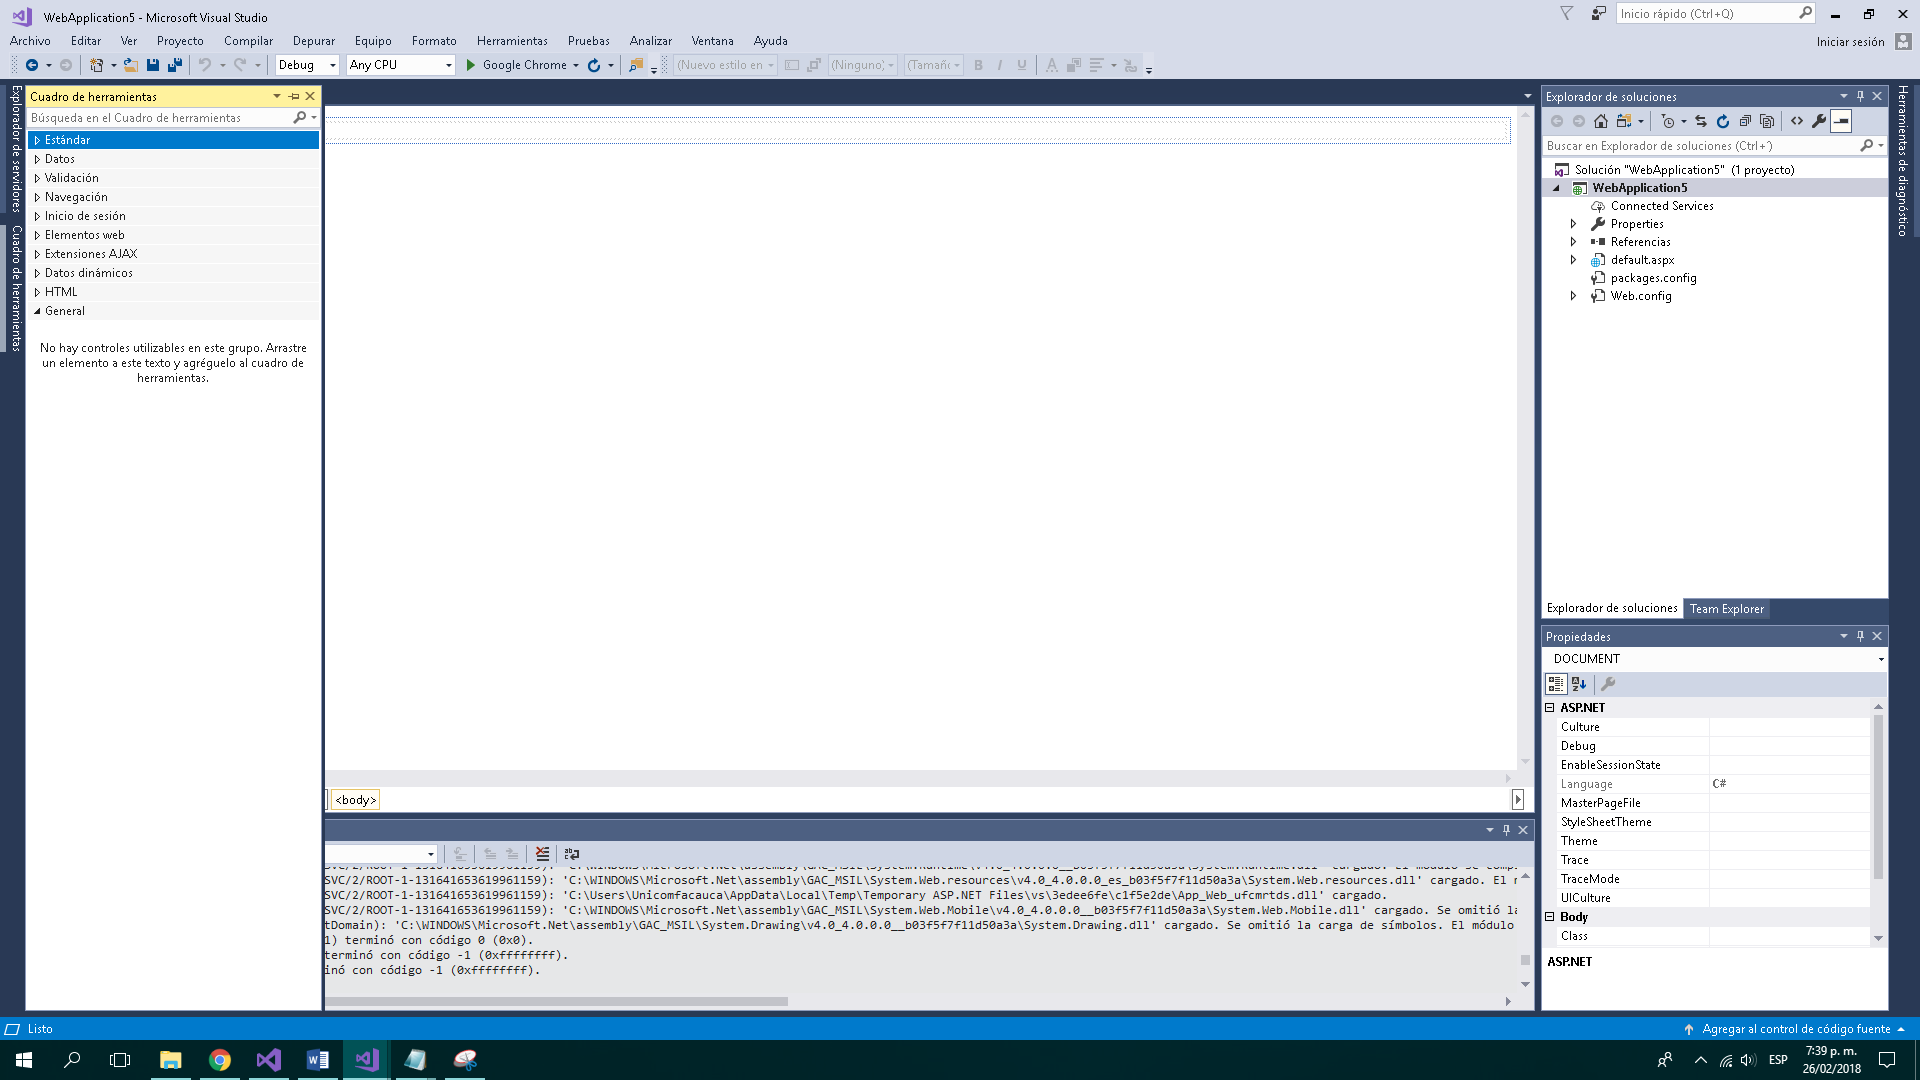 WebApplication5 - Microsoft Visual Studio
Inicio rápido (Ctrl+Q)
Archivo Editar Ver Proyecto Compilar Depurar Equipo Formato Herramientas Pruebas Analizar Ventana Ayuda
Iniciar sesión
Debug Any CPU Google Chrome (Nuevo estilo en (Ninguno; (Tamañ B I U A
Explorador de servidores
Cuadro de herramientas
Cuadro de herramientas
Búsqueda en el Cuadro de herramientas
Estándar
Datos
Validación
Navegación
Inicio de sesión
Elementos web
Extensiones AJAX
Datos dinámicos
HTML
General
No hay controles utilizables en este grupo. Arrastre
un elemento a este texto y agréguelo al cuadro de
herramientas.
<body>
SVC/2/ROOT-1-131641653619961159): 'C:\WINDOWS\Microsoft.Net\assembly\GAC_MSIL\System.Web.resources\v4.0_4.0.0.0_es_b03f5f7f11d50a3a\System.Web.resources.dll' cargado. El
SVC/2/ROOT-1-131641653619961159): 'C:\Users\Unicomfacauca\AppData\Local\Temp\Temporary ASP.NET Files\vs\3edee6fe\c1f5e2de\App_Web_ufcmrtds.dll' cargado.
SVC/2/ROOT-1-131641653619961159): 'C:\WINDOWS\Microsoft.Net\assembly\GAC_MSIL\System.Web.Mobile\v4.0_4.0.0.0__b03f5f7f11d50a3a\System.Web.Mobile.dll' cargado. Se omitió la
tDomain): 'C:\WINDOWS\Microsoft.Net\assembly\GAC_MSIL\System.Drawing\v4.0_4.0.0.0__b03f5f7f11d50a3a\System.Drawing.dll' cargado. Se omitió la carga de símbolos. El módulo
1) terminó con código 0 (0x0).
terminó con código -1 (0xffffffff).
inó con código -1 (0xffffffff).
Explorador de soluciones
Buscar en Explorador de soluciones (Ctrl+´)
Solución "WebApplication5" (1 proyecto)
WebApplication5
Connected Services
Properties
Referencias
default.aspx
packages.config
Web.config
Explorador de soluciones Team Explorer
Propiedades
DOCUMENT
ASP.NET
Culture
Debug
EnableSessionState
Language C#
MasterPageFile
StyleSheetTheme
Theme
Trace
TraceMode
UICulture
Body
Class
ASP.NET
Herramientas de diagnóstico
Listo
Agregar al control de código fuente
ESP
7:39 p. m.
26/02/2018